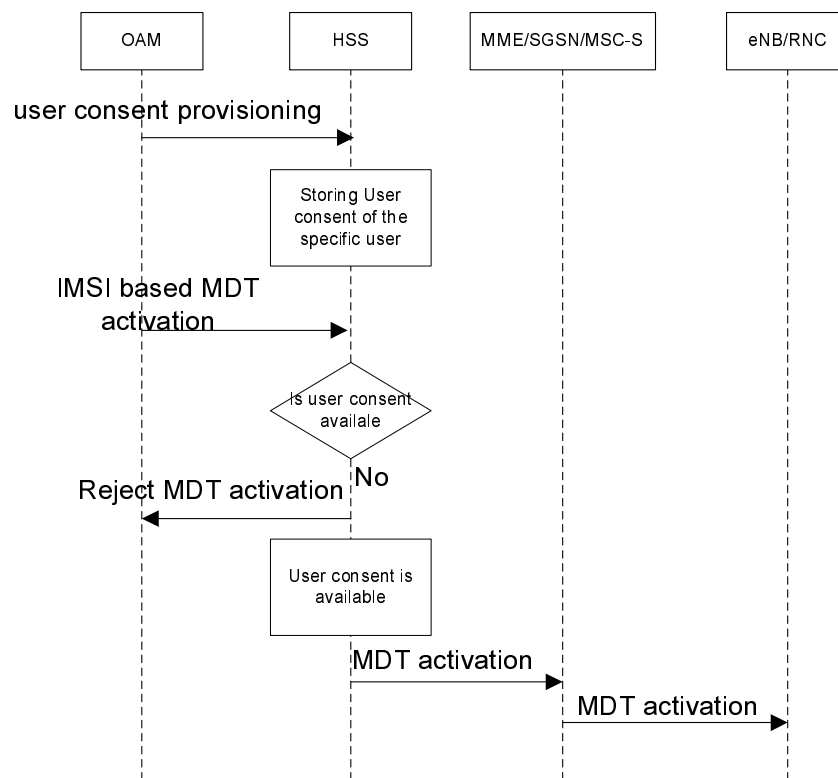 OAM
HSS
MME/SGSN/MSC-S
eNB/RNC
user consent provisioning
Storing User
consent of the
specific user
IMSI based MDT
activation
Is user consent
availale
No
Reject MDT activation
User consent is
available
MDT activation
MDT activation